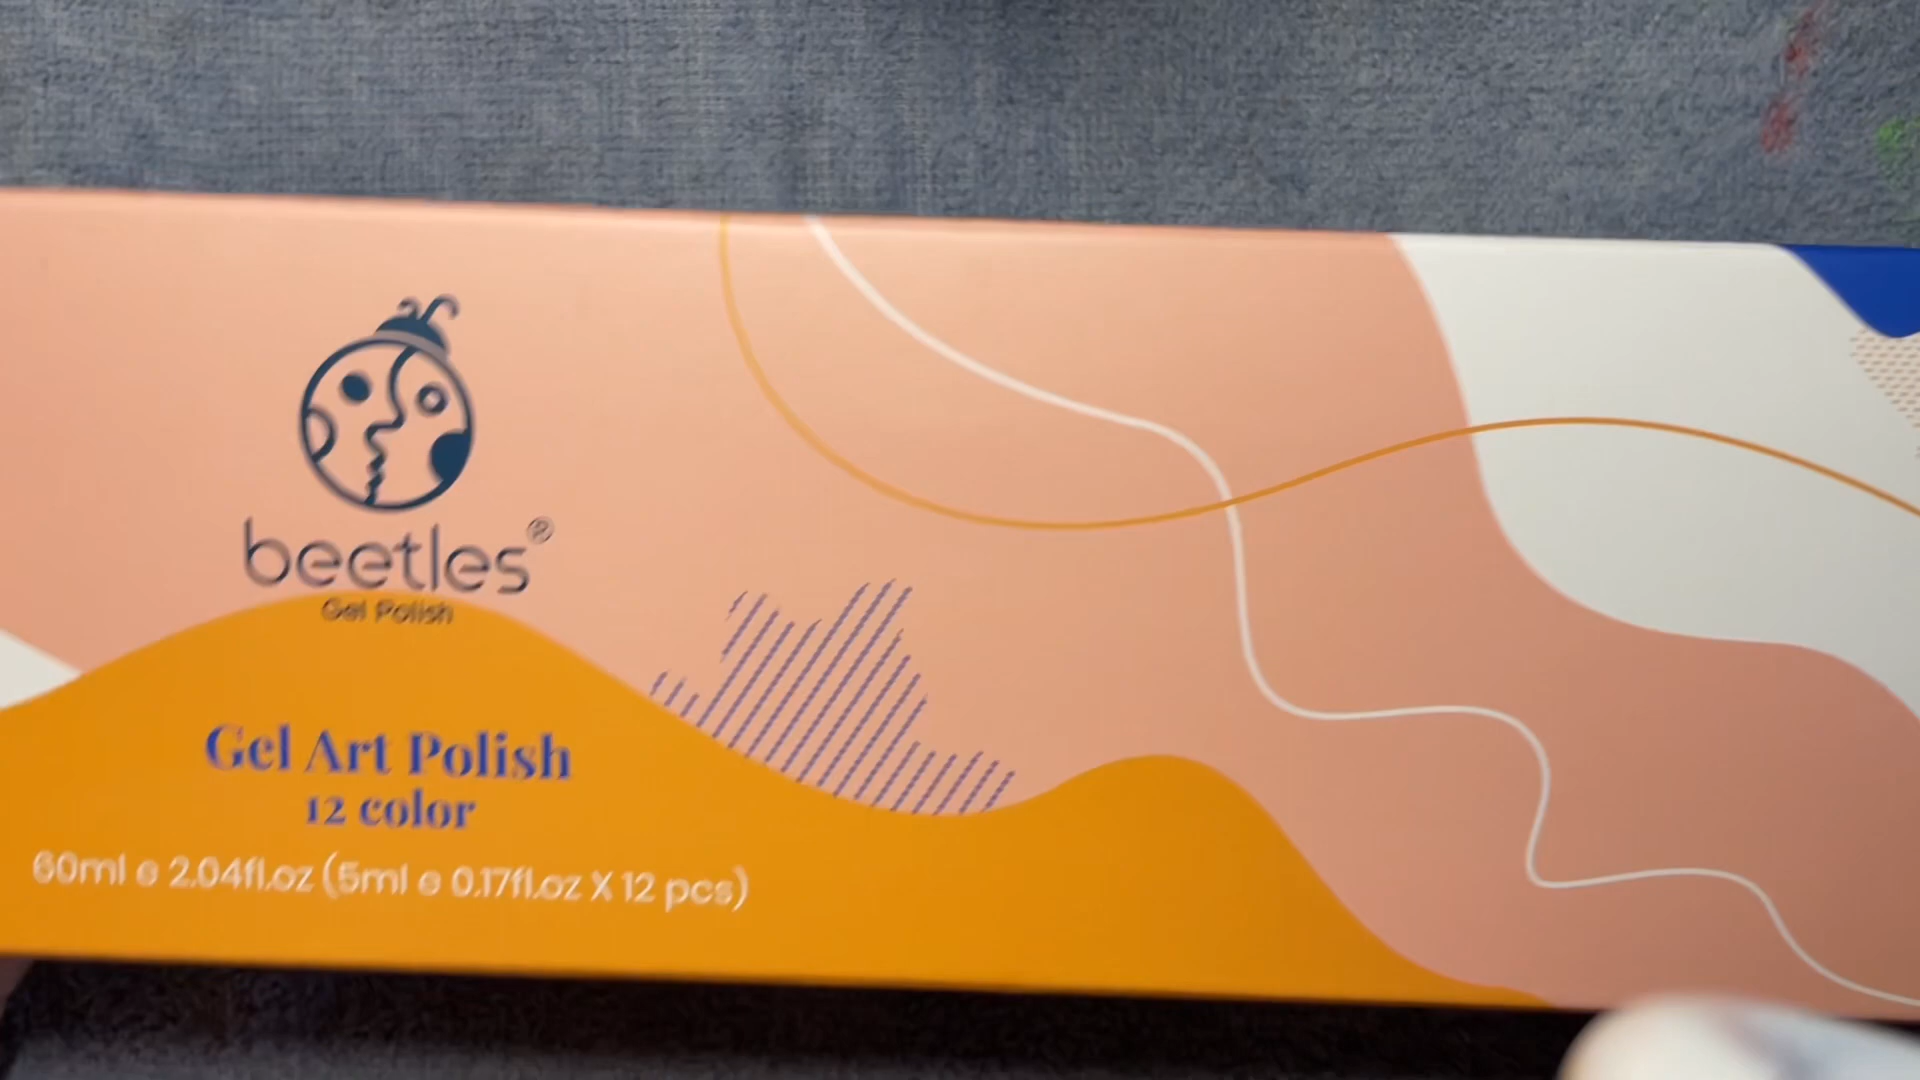 beetles®
Gel Polish
Gel Art Polish
12 color
60ml e 2.04fl.oz (5ml e 0.17fl.oz X 12 pcs)